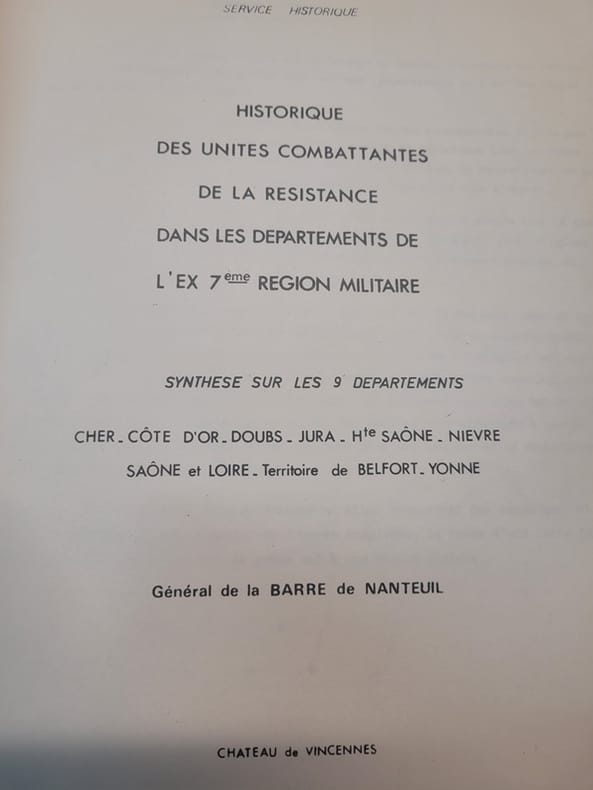 SERVICE HISTORIQUE
HISTORIQUE
DES UNITES COMBATTANTES
DE LA RESISTANCE
DANS LES DEPARTEMENTS DE
L'EX 7ème REGION MILITAIRE
SYNTHESE SUR LES 9 DEPARTEMENTS
CHER - CÔTE D'OR - DOUBS - JURA - Hte SAÔNE - NIEVRE
SAÔNE et LOIRE - Territoire de BELFORT - YONNE
Général de la BARRE de NANTEUIL
CHATEAU de VINCENNES